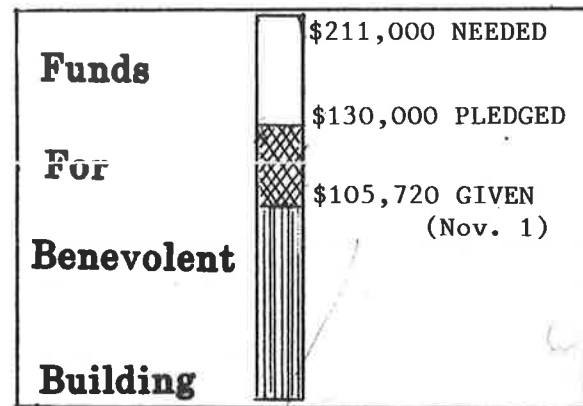 Funds
For
Benevolent
Building
$211,000 NEEDED
$130,000 PLEDGED
$105,720 GIVEN
(Nov. 1)